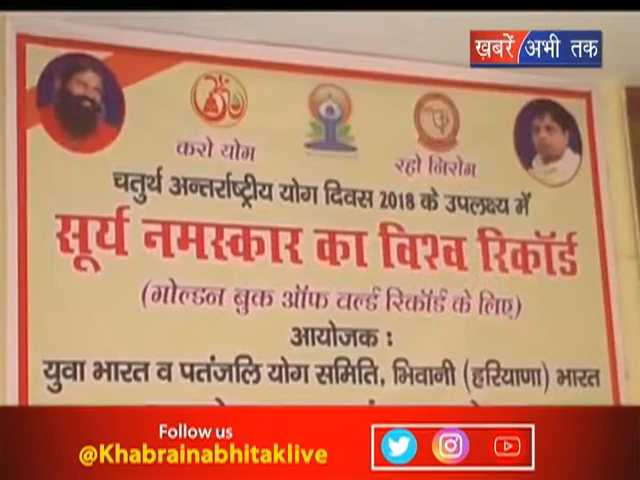 ख़बरें अभी तक
करो योग
रहो निरोग
चतुर्थ अन्तर्राष्ट्रीय योग दिवस 2018 के उपलक्ष्य में
सूर्य नमस्कार का विश्व रिकॉर्ड
(गोल्डन बुक ऑफ वर्ल्ड रिकॉर्ड के लिए)
आयोजक :
युवा भारत व पतंजलि योग समिति, भिवानी (हरियाणा) भारत
Follow us
@Khabrainabhitaklive